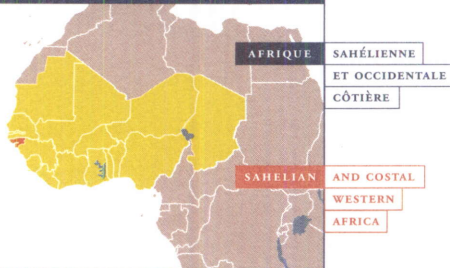 AFRIQUE SAHÉLIENNE
ET OCCIDENTALE
CÔTIÈRE
SAHELIAN AND COSTAL
WESTERN
AFRICA